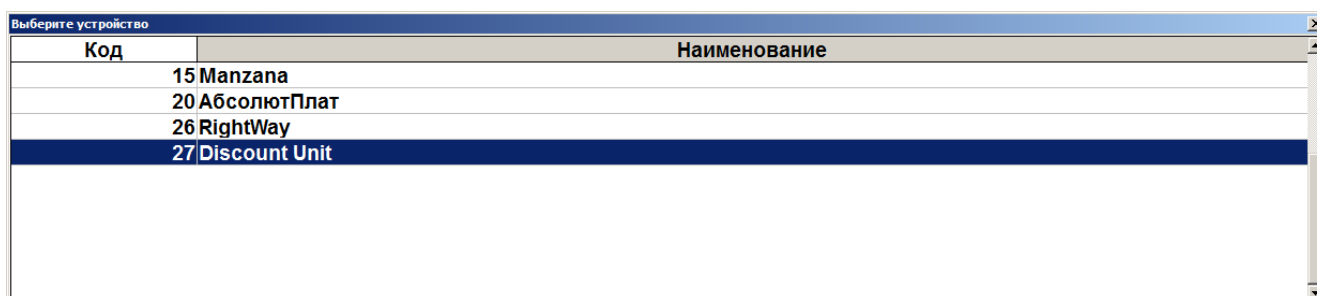 Выберите устройство
Код Наименование
15 Manzana
20 АбсолютПлат
26 RightWay
27 Discount Unit